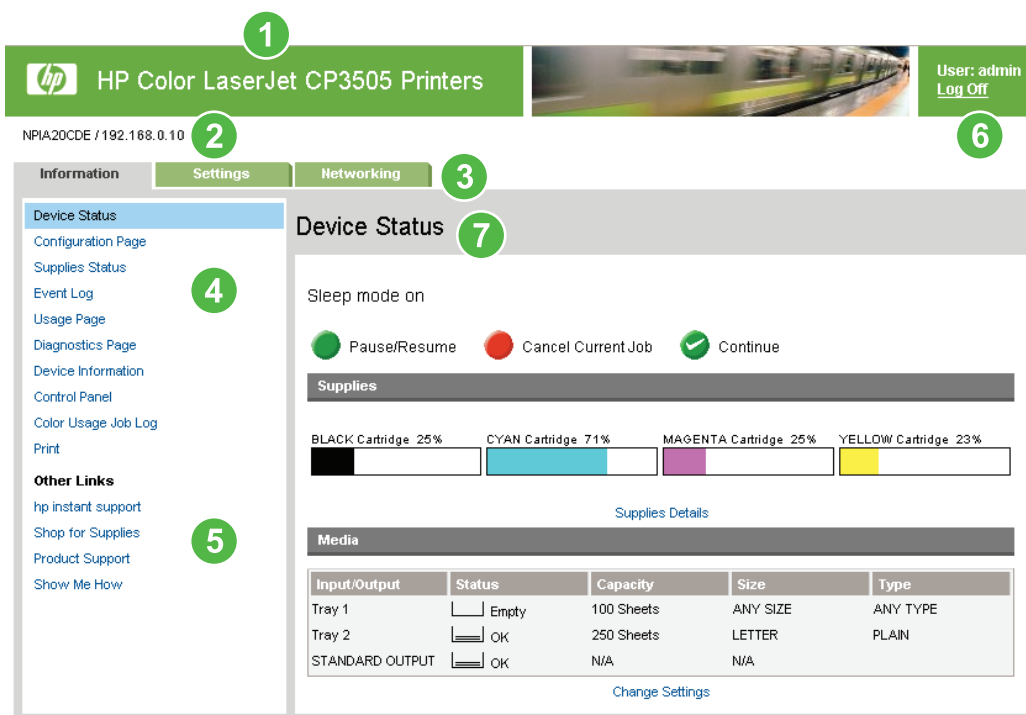 1
hp HP Color LaserJet CP3505 Printers
User: admin
Log Off
NPIA20CDE / 192.168.0.10
2
6
Information Settings Networking
3
Device Status
Configuration Page
Supplies Status
Event Log
Usage Page
Diagnostics Page
Device Information
Control Panel
Color Usage Job Log
Print
4
Other Links
hp instant support
Shop for Supplies
Product Support
Show Me How
5
Device Status
7
Sleep mode on
Pause/Resume Cancel Current Job Continue
Supplies
BLACK Cartridge 25% CYAN Cartridge 71% MAGENTA Cartridge 25% YELLOW Cartridge 23%
Supplies Details
Media
Input/Output Status Capacity Size Type
Tray 1 Empty 100 Sheets ANY SIZE ANY TYPE
Tray 2 OK 250 Sheets LETTER PLAIN
STANDARD OUTPUT OK N/A N/A
Change Settings